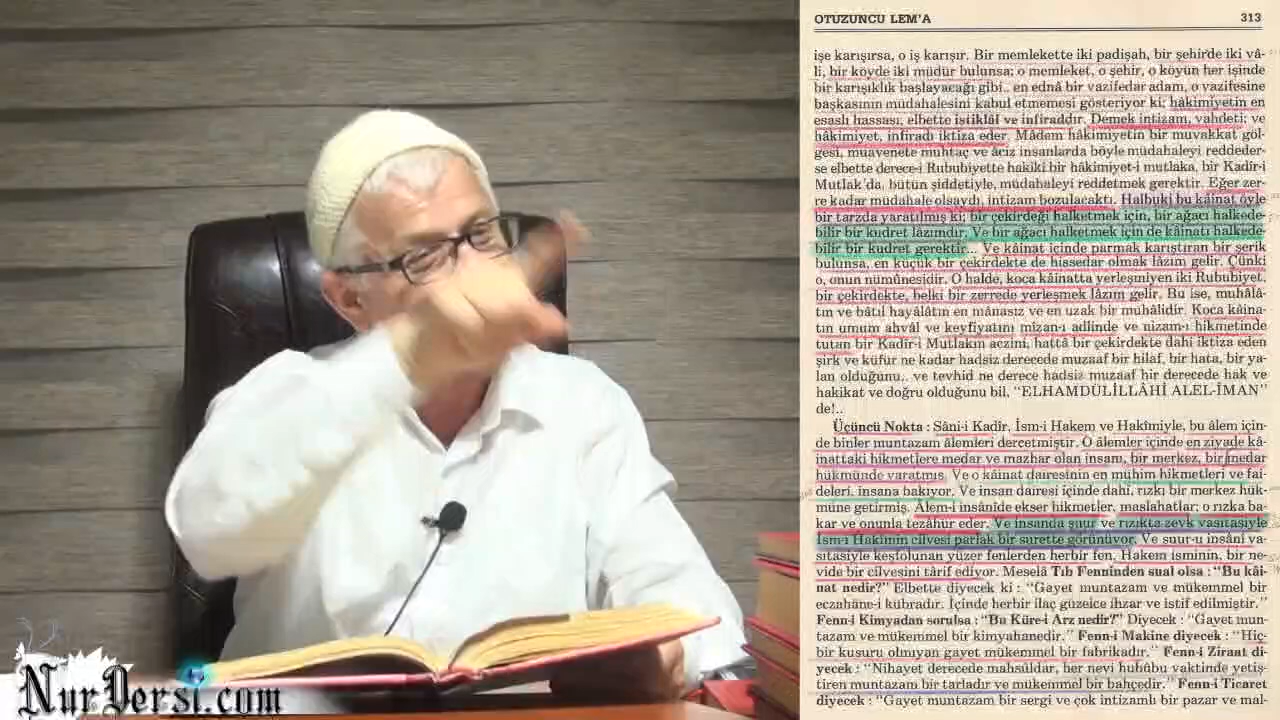 OTUZUNCU LEM'A 313
işe karışırsa, o iş karışır. Bir memlekette iki padişah, bir şehirde iki vâ-
li, bir köyde iki müdür bulunsa; o memleket, o şehir, o köyün her işinde
bir karışıklık başlayacağı gibi.. en ednâ bir vazifedar adam, o vazifesine
başkasının müdahalesini kabul etmemesi gösteriyor ki; hâkimiyetin en
esaslı hassası, elbette istiklâl ve infiraddır. Demek intizam, vahdeti; ve
hâkimiyet, infiradı iktiza eder. Mâdem hâkimiyetin bir muvakkat göl-
gesi, muavenete muhtaç ve âciz insanlarda böyle müdahaleyi reddeder-
se elbette derece-i Rububiyette hakikî bir hâkimiyet-i mutlaka, bir Kadîr-i
Mutlak'da, bütün şiddetiyle, müdahaleyi reddetmek gerektir. Eğer zer-
re kadar müdahale olsaydı, intizam bozulacaktı. Halbuki bu kâinat öyle
bir tarzda yaratılmış ki; bir çekirdeği halketmek için, bir ağacı halkede-
bilir bir kudret lâzımdır. Ve bir ağacı halketmek için de kâinatı halkede-
bilir bir kudret gerektir... Ve kâinat içinde parmak karıştıran bir şerik
bulunsa, en küçük bir çekirdekte de hissedar olmak lâzım gelir. Çünki
o, onun nümûnesidir. O halde, koca kâinatta yerleşmiyen iki Rububiyet,
bir çekirdekte, belki bir zerrede yerleşmek lâzım gelir. Bu ise, muhâlâ-
tın ve bâtıl hayâlâtın en mânasız ve en uzak bir muhâlidir. Koca kâina-
tın umum ahvâl ve keyfiyatını mizan-ı adlinde ve nizam-ı hikmetinde
tutan bir Kadîr-i Mutlakın aczini, hattâ bir çekirdekte dahi iktiza eden
şirk ve küfür ne kadar hadsiz derecede muzaaf bir hilaf, bir hata, bir ya-
lan olduğunu.. ve tevhid ne derece hadsiz muzaaf bir derecede hak ve
hakikat ve doğru olduğunu bil, "ELHAMDÜLİLLÂHİ ALEL-İMAN"
de!..
Üçüncü Nokta : Sâni-i Kadîr, İsm-i Hakem ve Hakîmiyle, bu âlem için-
de binler muntazam âlemleri dercetmiştir. O âlemler içinde en ziyade kâ-
inattaki hikmetlere medar ve mazhar olan insanı, bir merkez, bir medar
hükmünde yaratmış. Ve o kâinat dairesinin en mühim hikmetleri ve fai-
deleri, insana bakıyor. Ve insan dairesi içinde dahi, rızkı bir merkez hük-
müne getirmiş. Âlem-i insânîde ekser hikmetler, maslahatlar; o rızka ba-
kar ve onunla tezâhür eder. Ve insanda şuur ve rızıkta zevk vasıtasiyle
İsm-i Hakîmin cilvesi parlak bir surette görünüyor. Ve şuur-u insânî va-
sıtasiyle keşfolunan yüzer fenlerden herbir fen, Hakem isminin, bir ne-
vide bir cilvesini târif ediyor. Meselâ Tıb Fenninden sual olsa : "Bu kâi-
nat nedir?" Elbette diyecek ki : "Gayet muntazam ve mükemmel bir
eczahâne-i kübradır. İçinde herbir ilâç güzelce ihzar ve istif edilmiştir."
Fenn-i Kimyadan sorulsa : "Bu Küre-i Arz nedir?" Diyecek : "Gayet mun-
tazam ve mükemmel bir kimyahanedir." Fenn-i Makine diyecek : "Hiç-
bir kusuru olmıyan gayet mükemmel bir fabrikadır." Fenn-i Ziraat di-
yecek : "Nihayet derecede mahsüldar, her nevi hububu vaktinde yetiş-
tiren muntazam bir tarladır ve mükemmel bir bahçedir." Fenn-i Ticaret
diyecek : "Gayet muntazam bir sergi ve çok intizamlı bir pazar ve mal-
NurDersi.com